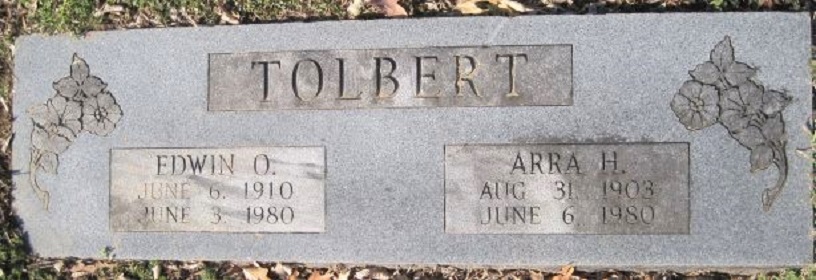 TOLBERT
EDWIN O.
JUNE 6, 1910
JUNE 3, 1980
ARRA H.
AUG 31, 1903
JUNE 6, 1980